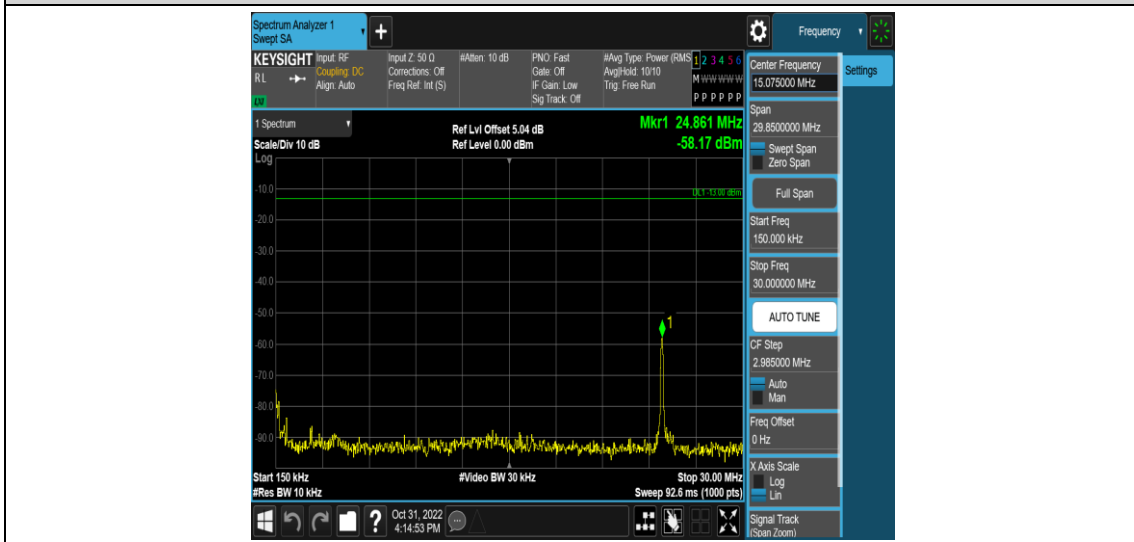 Spectrum Analyzer 1
Swept SA
+
Frequency
KEYSIGHT
RL
LXI
Input: RF
Coupling: DC
Align: Auto
Input Z: 50 Ω
Corrections: Off
Freq Ref: Int (S)
#Atten: 10 dB
PNO: Fast
Gate: Off
IF Gain: Low
Sig Track: Off
#Avg Type: Power (RMS
Avg|Hold: 10/10
Trig: Free Run
1 2 3 4 5 6
M W W W W W
P P P P P P
1 Spectrum
Scale/Div 10 dB
Log
Ref Lvl Offset 5.04 dB
Ref Level 0.00 dBm
Mkr1 24.861 MHz
-58.17 dBm
DL1 -13.00 dBm
-10.0
-20.0
-30.0
-40.0
-50.0
-60.0
-70.0
-80.0
-90.0
1
Start 150 kHz
#Res BW 10 kHz
#Video BW 30 kHz
Stop 30.00 MHz
Sweep 92.6 ms (1000 pts)
?
Oct 31, 2022
4:14:53 PM
Center Frequency
15.075000 MHz
Settings
Span
29.8500000 MHz
Swept Span
Zero Span
Full Span
Start Freq
150.000 kHz
Stop Freq
30.000000 MHz
AUTO TUNE
CF Step
2.985000 MHz
Auto
Man
Freq Offset
0 Hz
X Axis Scale
Log
Lin
Signal Track
(Span Zoom)